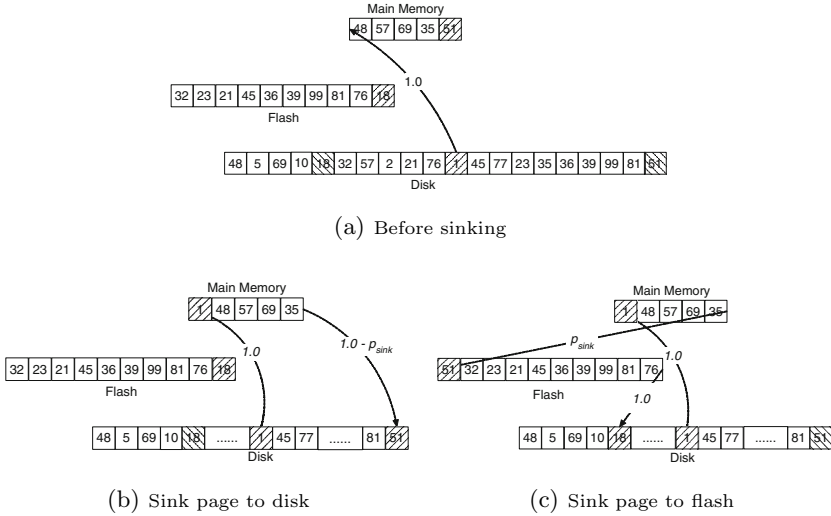 Main Memory
48 57 69 35 51
1.0
32 23 21 45 36 39 99 81 76 18
Flash
48 5 69 10 18 32 57 2 21 76 1 45 77 23 35 36 39 99 81 51
Disk
(a) Before sinking
Main Memory
1 48 57 69 35
1.0
1.0 - psink
32 23 21 45 36 39 99 81 76 18
Flash
48 5 69 10 18 ...... 1 45 77 ...... 81 51
Disk
(b) Sink page to disk
Main Memory
1 48 57 69 35
psink
1.0
51 32 23 21 45 36 39 99 81 76
Flash
1.0
48 5 69 10 18 ...... 1 45 77 ...... 81 51
Disk
(c) Sink page to flash